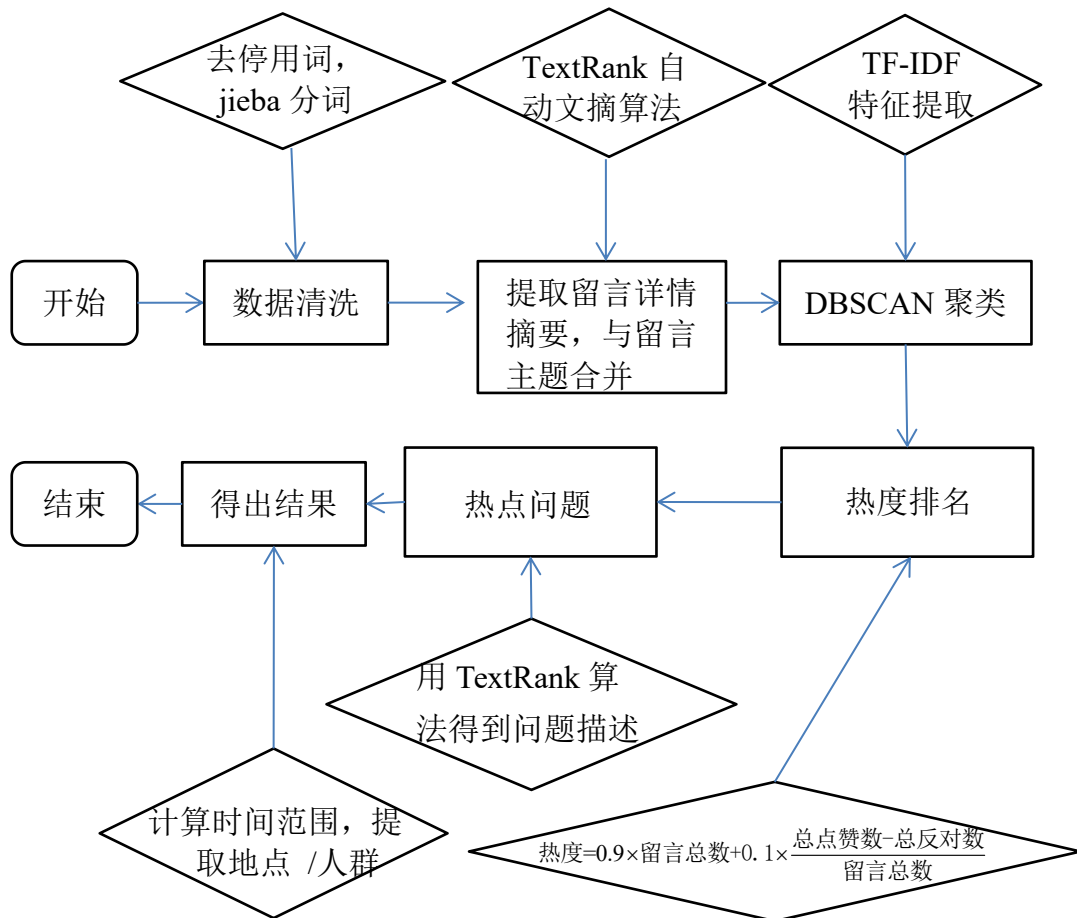 去停用词，
jieba 分词
TextRank 自
动文摘算法
TF-IDF
特征提取
开始
数据清洗
提取留言详情
摘要，与留言
主题合并
DBSCAN 聚类
结束
得出结果
热点问题
热度排名
用 TextRank 算
法得到问题描述
计算时间范围，提
取地点 /人群
热度=0.9×留言总数+0.1×
总点赞数-总反对数
留言总数